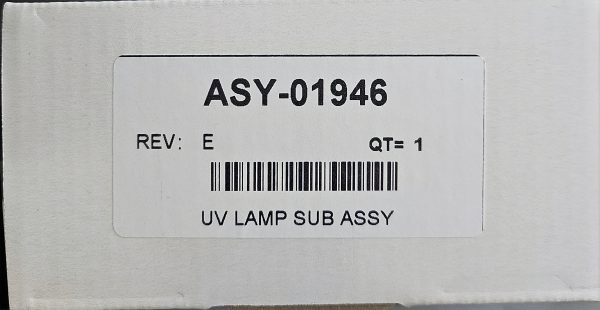 ASY-01946
REV: E QT= 1
UV LAMP SUB ASSY